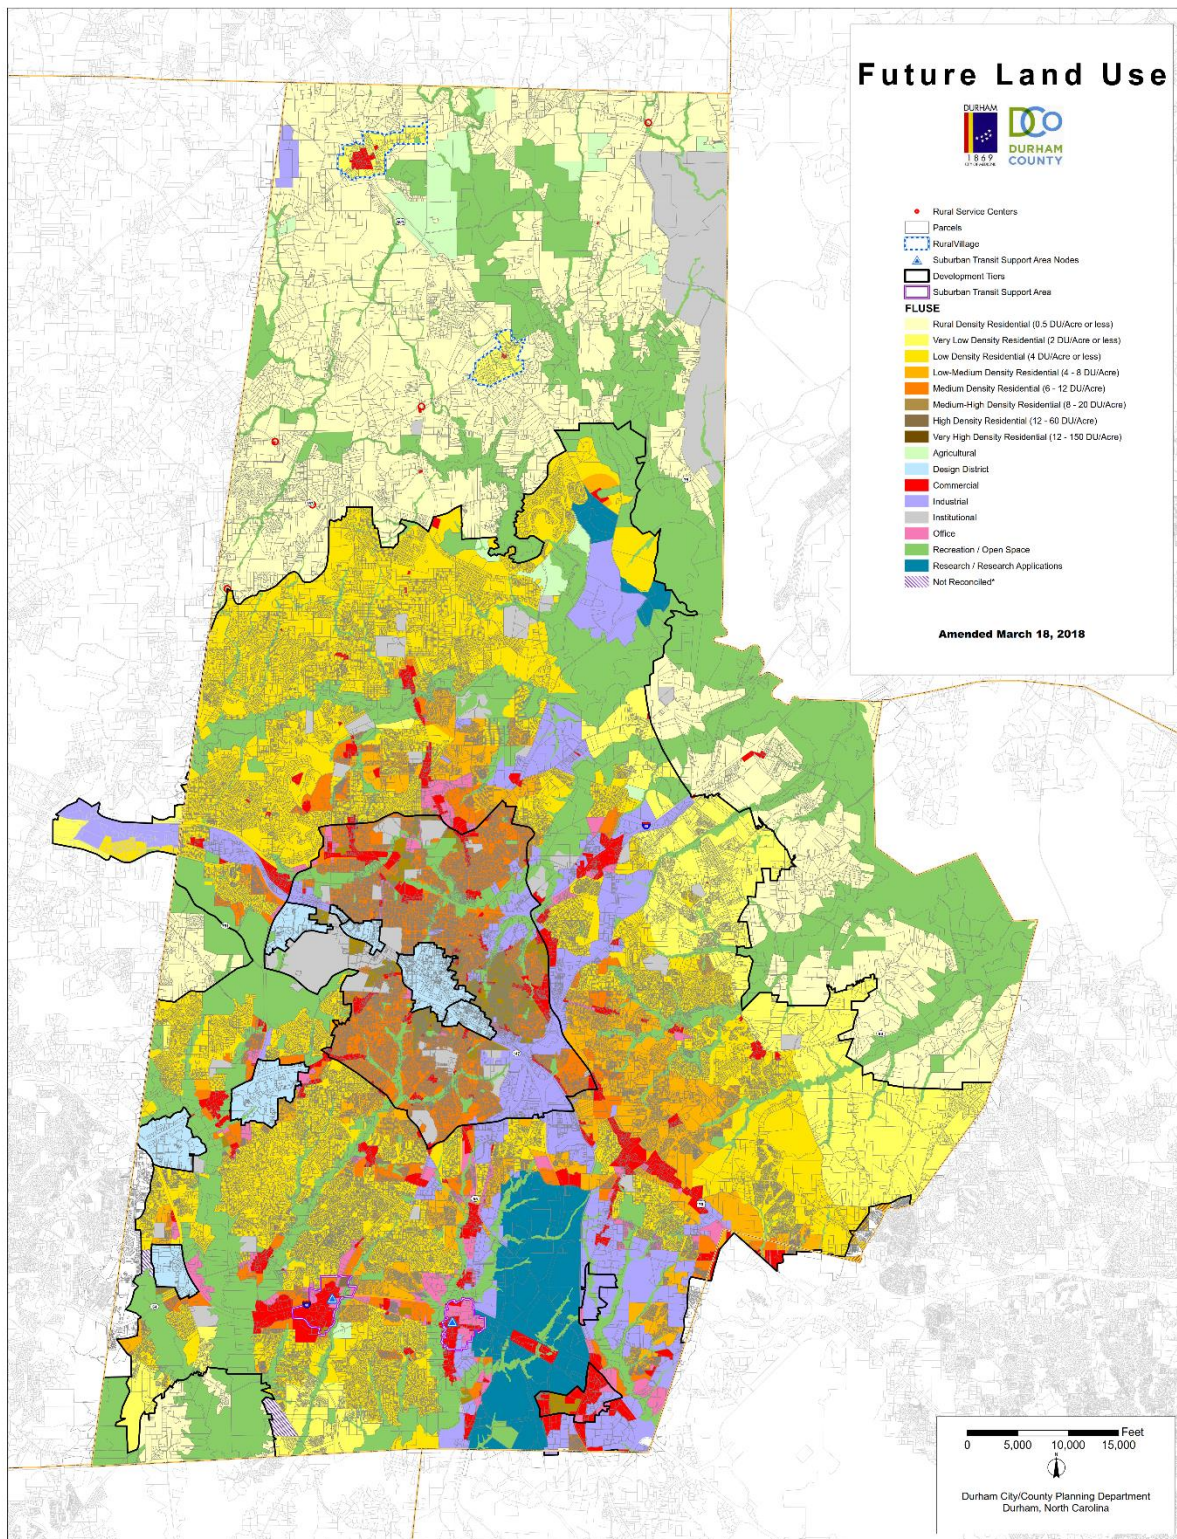 Future Land Use
DURHAM
1869
CITY OF MEDICINE
DCo
DURHAM
COUNTY
Rural Service Centers
Parcels
RuralVillage
Suburban Transit Support Area Nodes
Development Tiers
Suburban Transit Support Area
FLUSE
Rural Density Residential (0.5 DU/Acre or less)
Very Low Density Residential (2 DU/Acre or less)
Low Density Residential (4 DU/Acre or less)
Low-Medium Density Residential (4 - 8 DU/Acre)
Medium Density Residential (6 - 12 DU/Acre)
Medium-High Density Residential (8 - 20 DU/Acre)
High Density Residential (12 - 60 DU/Acre)
Very High Density Residential (12 - 150 DU/Acre)
Agricultural
Design District
Commercial
Industrial
Institutional
Office
Recreation / Open Space
Research / Research Applications
Not Reconciled*
Amended March 18, 2018
Feet
0 5,000 10,000 15,000
N
Durham City/County Planning Department
Durham, North Carolina